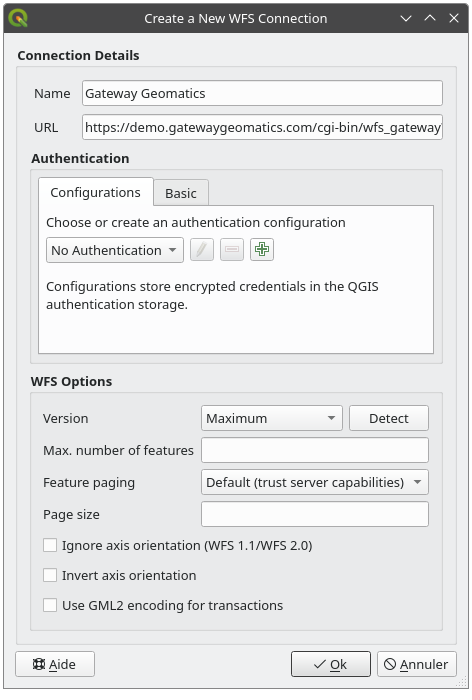 Create a New WFS Connection
Connection Details
Name Gateway Geomatics
URL https://demo.gatewaygeomatics.com/cgi-bin/wfs_gateway
Authentication
Configurations Basic
Choose or create an authentication configuration
No Authentication
Configurations store encrypted credentials in the QGIS
authentication storage.
WFS Options
Version Maximum Detect
Max. number of features
Feature paging Default (trust server capabilities)
Page size
Ignore axis orientation (WFS 1.1/WFS 2.0)
Invert axis orientation
Use GML2 encoding for transactions
Aide Ok Annuler